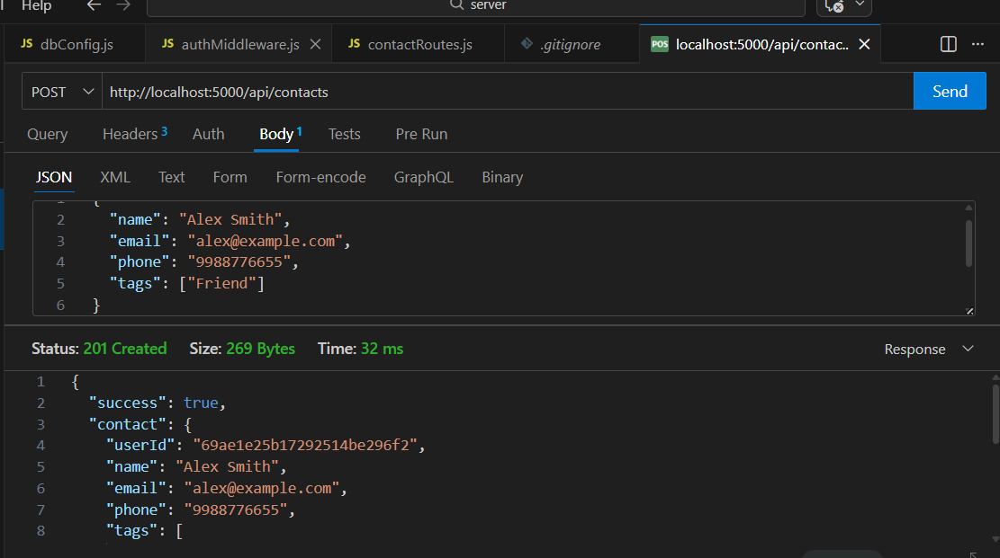 Help server
JS dbConfig.js JS authMiddleware.js JS contactRoutes.js .gitignore POS localhost:5000/api/contac..
POST http://localhost:5000/api/contacts Send
Query Headers 3 Auth Body 1 Tests Pre Run
JSON XML Text Form Form-encode GraphQL Binary
1 {
2 "name": "Alex Smith",
3 "email": "alex@example.com",
4 "phone": "9988776655",
5 "tags": ["Friend"]
6 }
Status: 201 Created Size: 269 Bytes Time: 32 ms Response
1 {
2 "success": true,
3 "contact": {
4 "userId": "69ae1e25b17292514be296f2",
5 "name": "Alex Smith",
6 "email": "alex@example.com",
7 "phone": "9988776655",
8 "tags": [